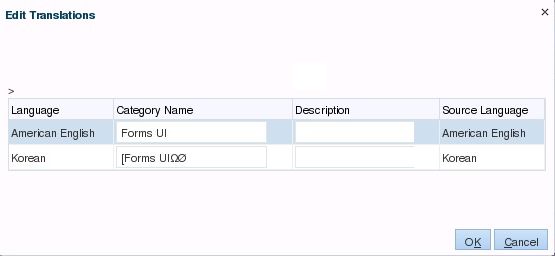 Edit Translations
×
>
Language Category Name Description Source Language
American English Forms UI American English
Korean [Forms UIΩØ Korean
OK Cancel